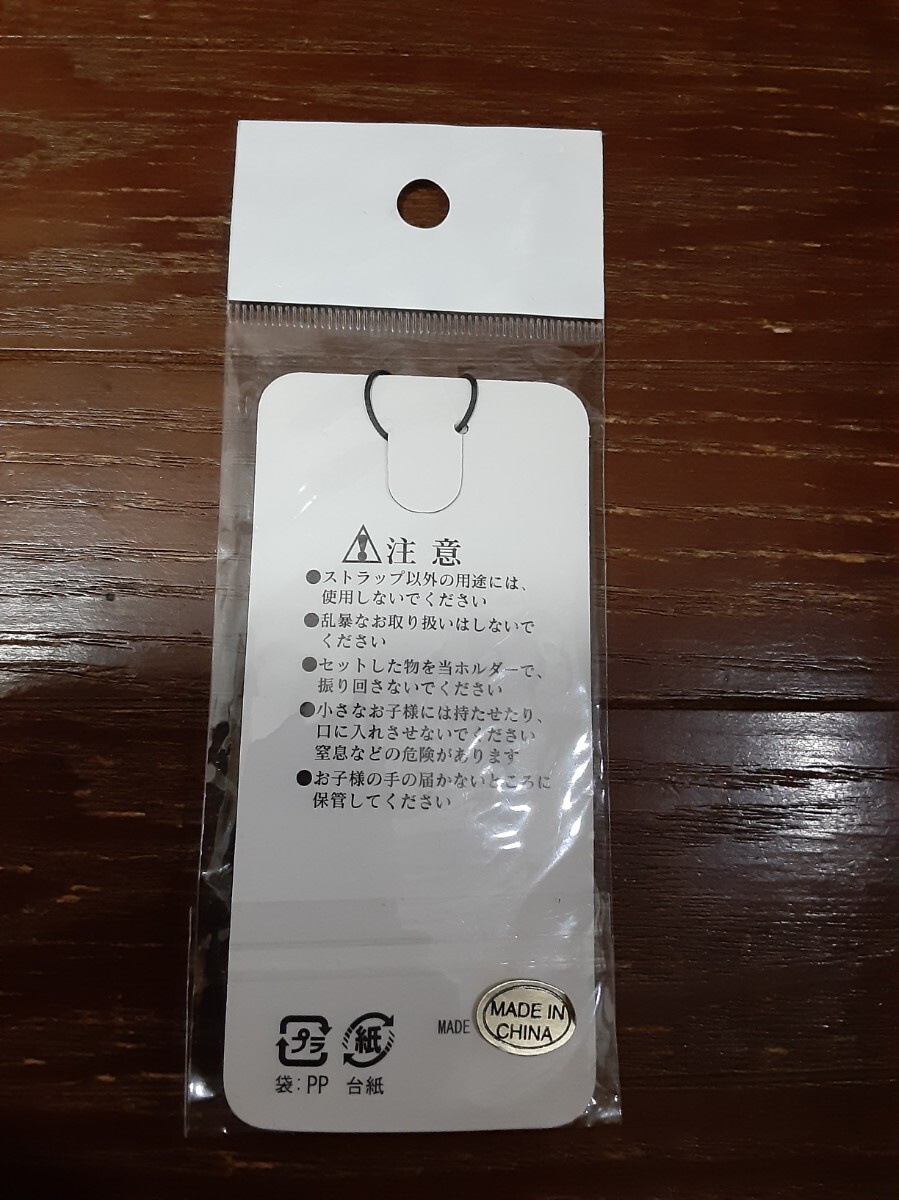 注意
●ストラップ以外の用途には、
使用しないでください
●乱暴なお取り扱いはしないで
ください
●セットした物を当ホルダーで、
振り回さないでください
●小さなお子様には持たせたり、
口に入れさせないでください
窒息などの危険があります
●お子様の手の届かないところに
保管してください
プラ
紙
袋:PP
台紙
MADE
MADE IN
CHINA